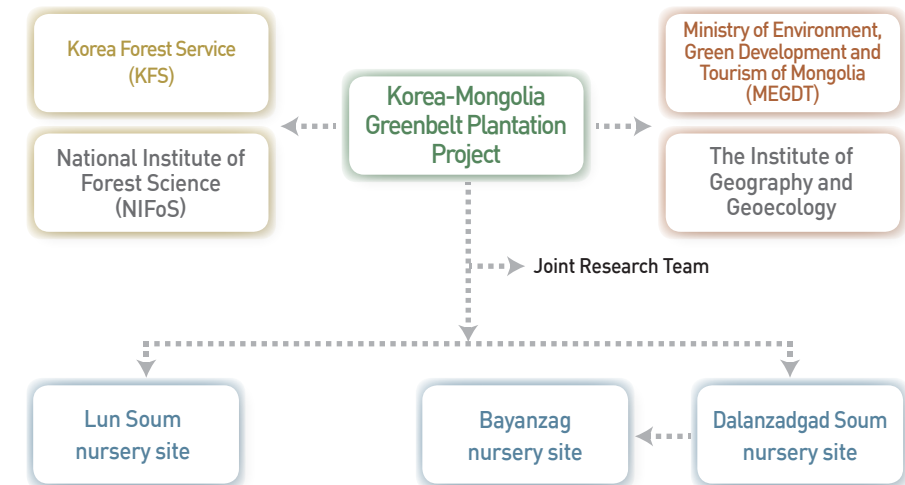 Korea Forest Service
(KFS)
National Institute of
Forest Science
(NIFoS)
Korea-Mongolia
Greenbelt Plantation
Project
Ministry of Environment,
Green Development and
Tourism of Mongolia
(MEGDT)
The Institute of
Geography and
Geoecology
Joint Research Team
Lun Soum
nursery site
Bayanzag
nursery site
Dalanzadgad Soum
nursery site